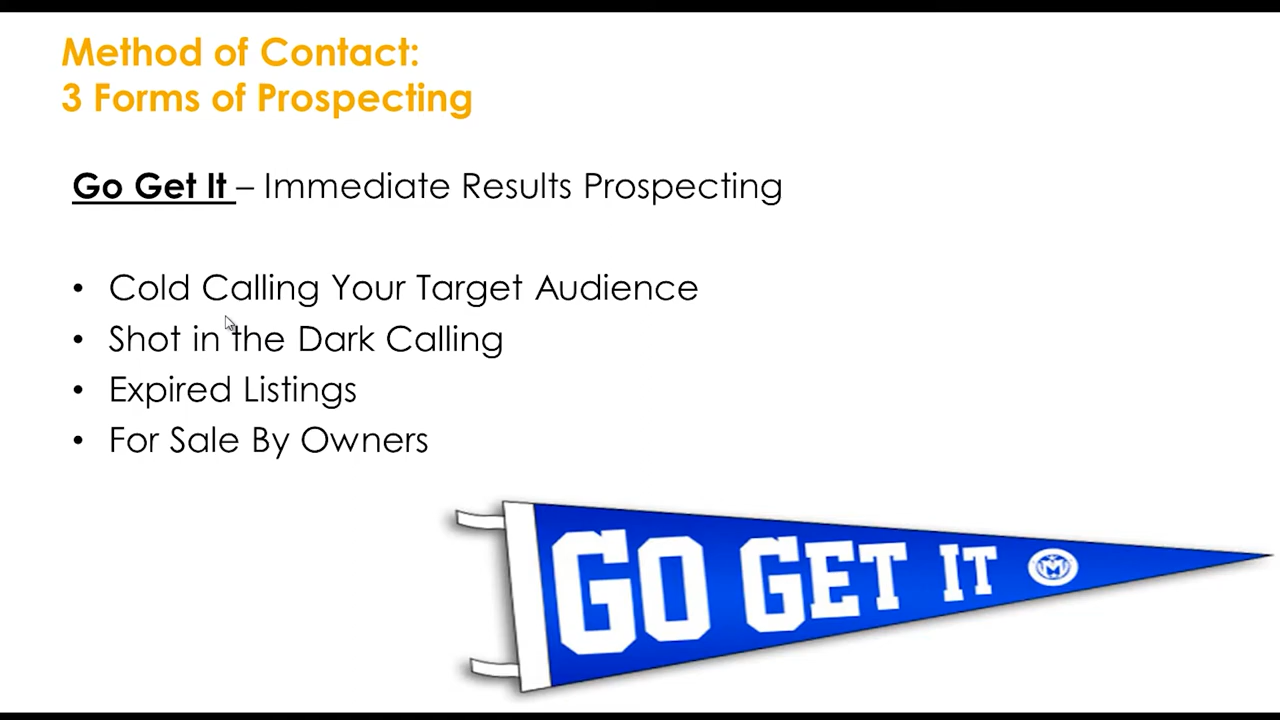 Method of Contact:
3 Forms of Prospecting
Go Get It – Immediate Results Prospecting
• Cold Calling Your Target Audience
• Shot in the Dark Calling
• Expired Listings
• For Sale By Owners
GO GET IT